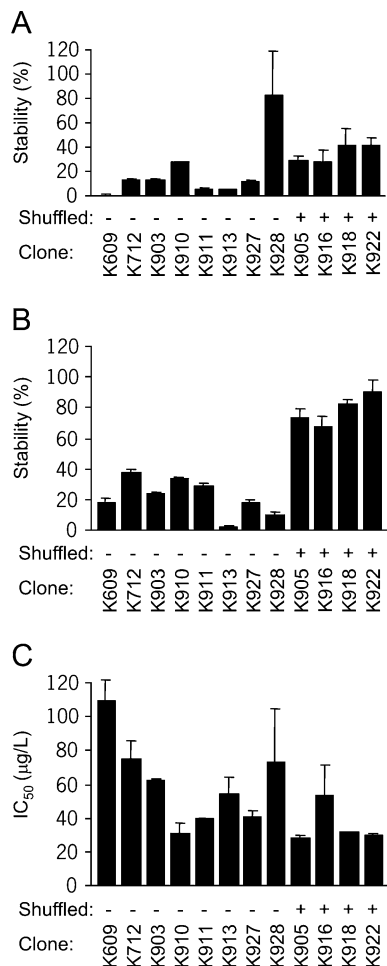 A
Stability (%)
120
100
80
60
40
20
0
Shuffled: - - - - - - - - + + + +
Clone: K609 K712 K903 K910 K911 K913 K927 K928 K905 K916 K918 K922
B
Stability (%)
120
100
80
60
40
20
0
Shuffled: - - - - - - - - + + + +
Clone: K609 K712 K903 K910 K911 K913 K927 K928 K905 K916 K918 K922
C
IC50 (µg/L)
120
100
80
60
40
20
0
Shuffled: - - - - - - - - + + + +
Clone: K609 K712 K903 K910 K911 K913 K927 K928 K905 K916 K918 K922